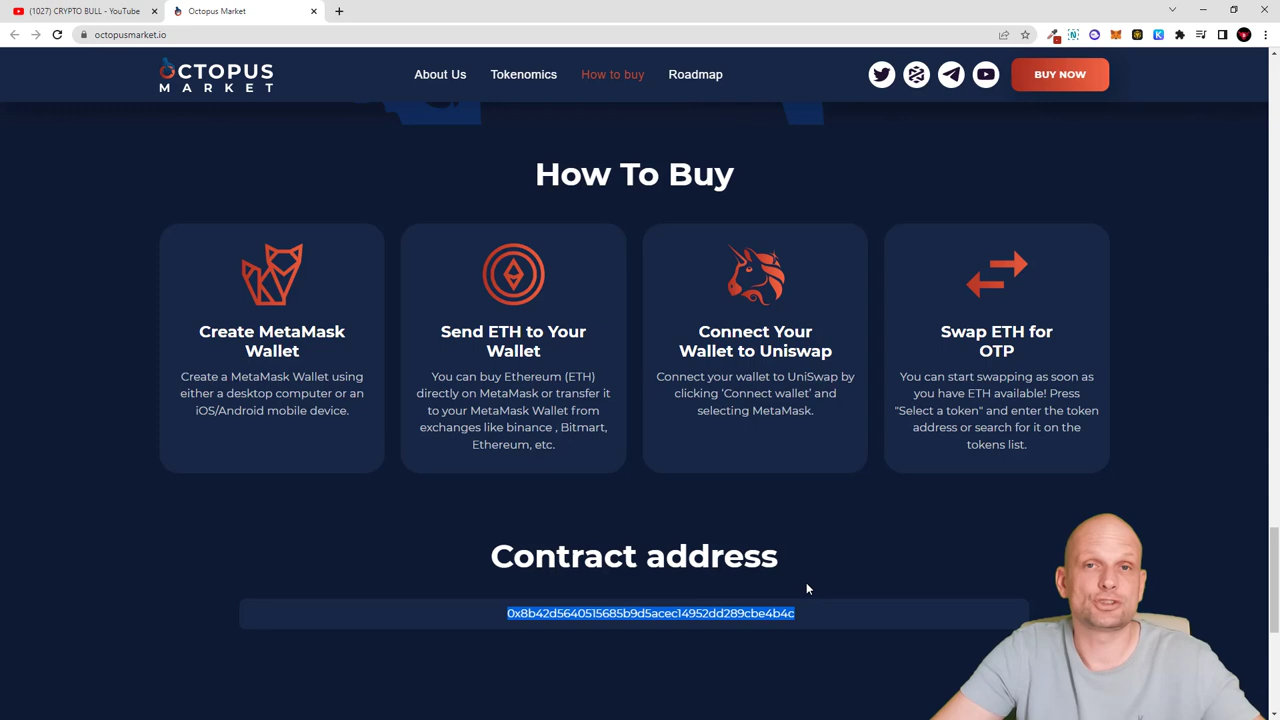 (1027) CRYPTO BULL - YouTube
Octopus Market
octopusmarket.io
OCTOPUS
MARKET
About Us
Tokenomics
How to buy
Roadmap
BUY NOW
How To Buy
Create MetaMask
Wallet
Create a MetaMask Wallet using
either a desktop computer or an
iOS/Android mobile device.
Send ETH to Your
Wallet
You can buy Ethereum (ETH)
directly on MetaMask or transfer it
to your MetaMask Wallet from
exchanges like binance , Bitmart,
Ethereum, etc.
Connect Your
Wallet to Uniswap
Connect your wallet to UniSwap by
clicking ‘Connect wallet’ and
selecting MetaMask.
Swap ETH for
OTP
You can start swapping as soon as
you have ETH available! Press
"Select a token" and enter the token
address or search for it on the
tokens list.
Contract address
0x8b42d5640515685b9d5acec14952dd289cbe4b4c